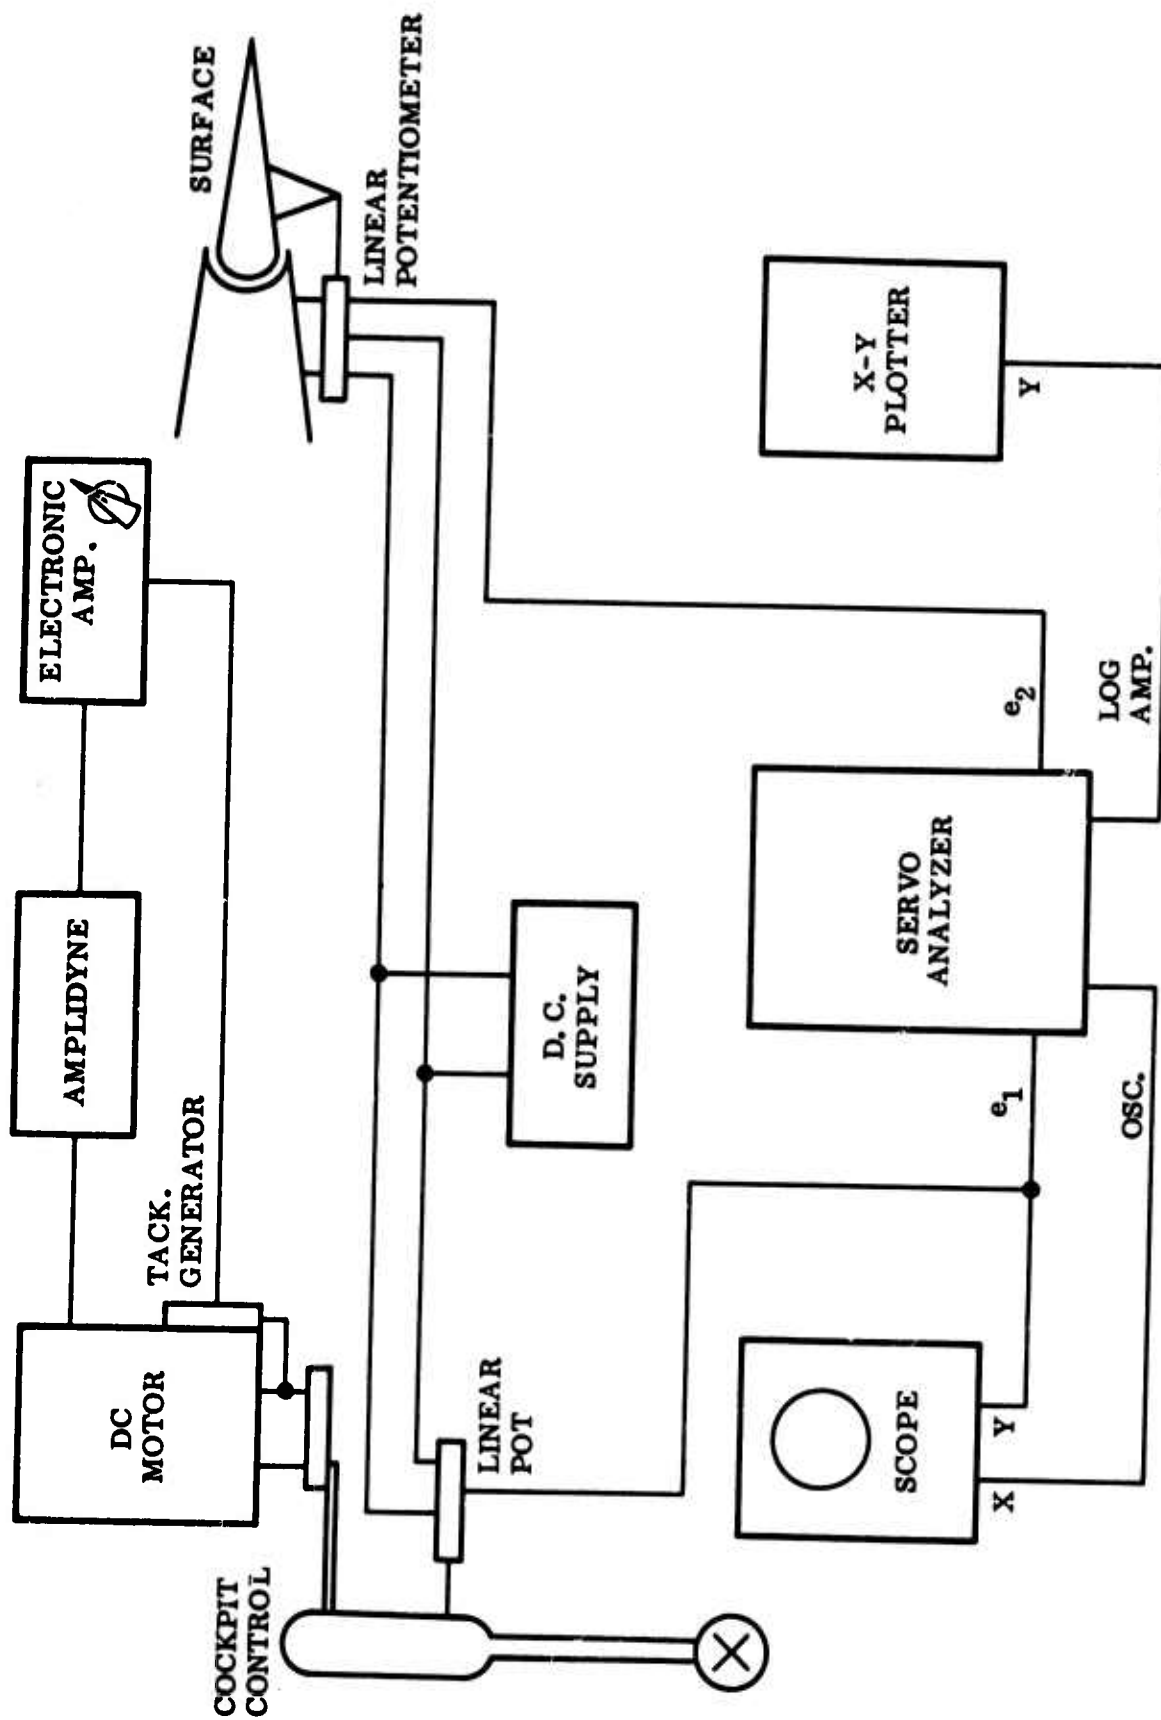 ELECTRONIC
AMP.
AMPLIDYNE
DC
MOTOR
TACK.
GENERATOR
SURFACE
LINEAR
POTENTIOMETER
COCKPIT
CONTROL
LINEAR
POT
D. C.
SUPPLY
X-Y
PLOTTER
Y
SERVO
ANALYZER
e1
e2
LOG
AMP.
OSC.
SCOPE
X
Y